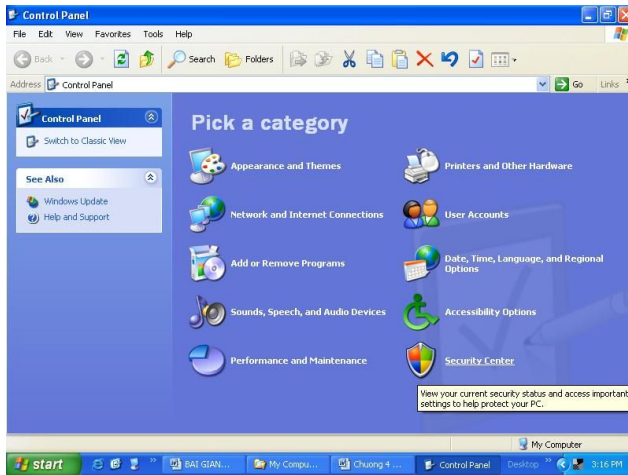 Control Panel
File Edit View Favorites Tools Help
Back Search Folders
Address Control Panel Go Links
Control Panel
Switch to Classic View
See Also
Windows Update
Help and Support
Pick a category
Appearance and Themes
Printers and Other Hardware
Network and Internet Connections
User Accounts
Add or Remove Programs
Date, Time, Language, and Regional
Options
Sounds, Speech, and Audio Devices
Accessibility Options
Performance and Maintenance
Security Center
View your current security status and access important
settings to help protect your PC.
My Computer
start BAI GIAN... My Compu... Chuong 4 ... Control Panel Desktop 3:16 PM